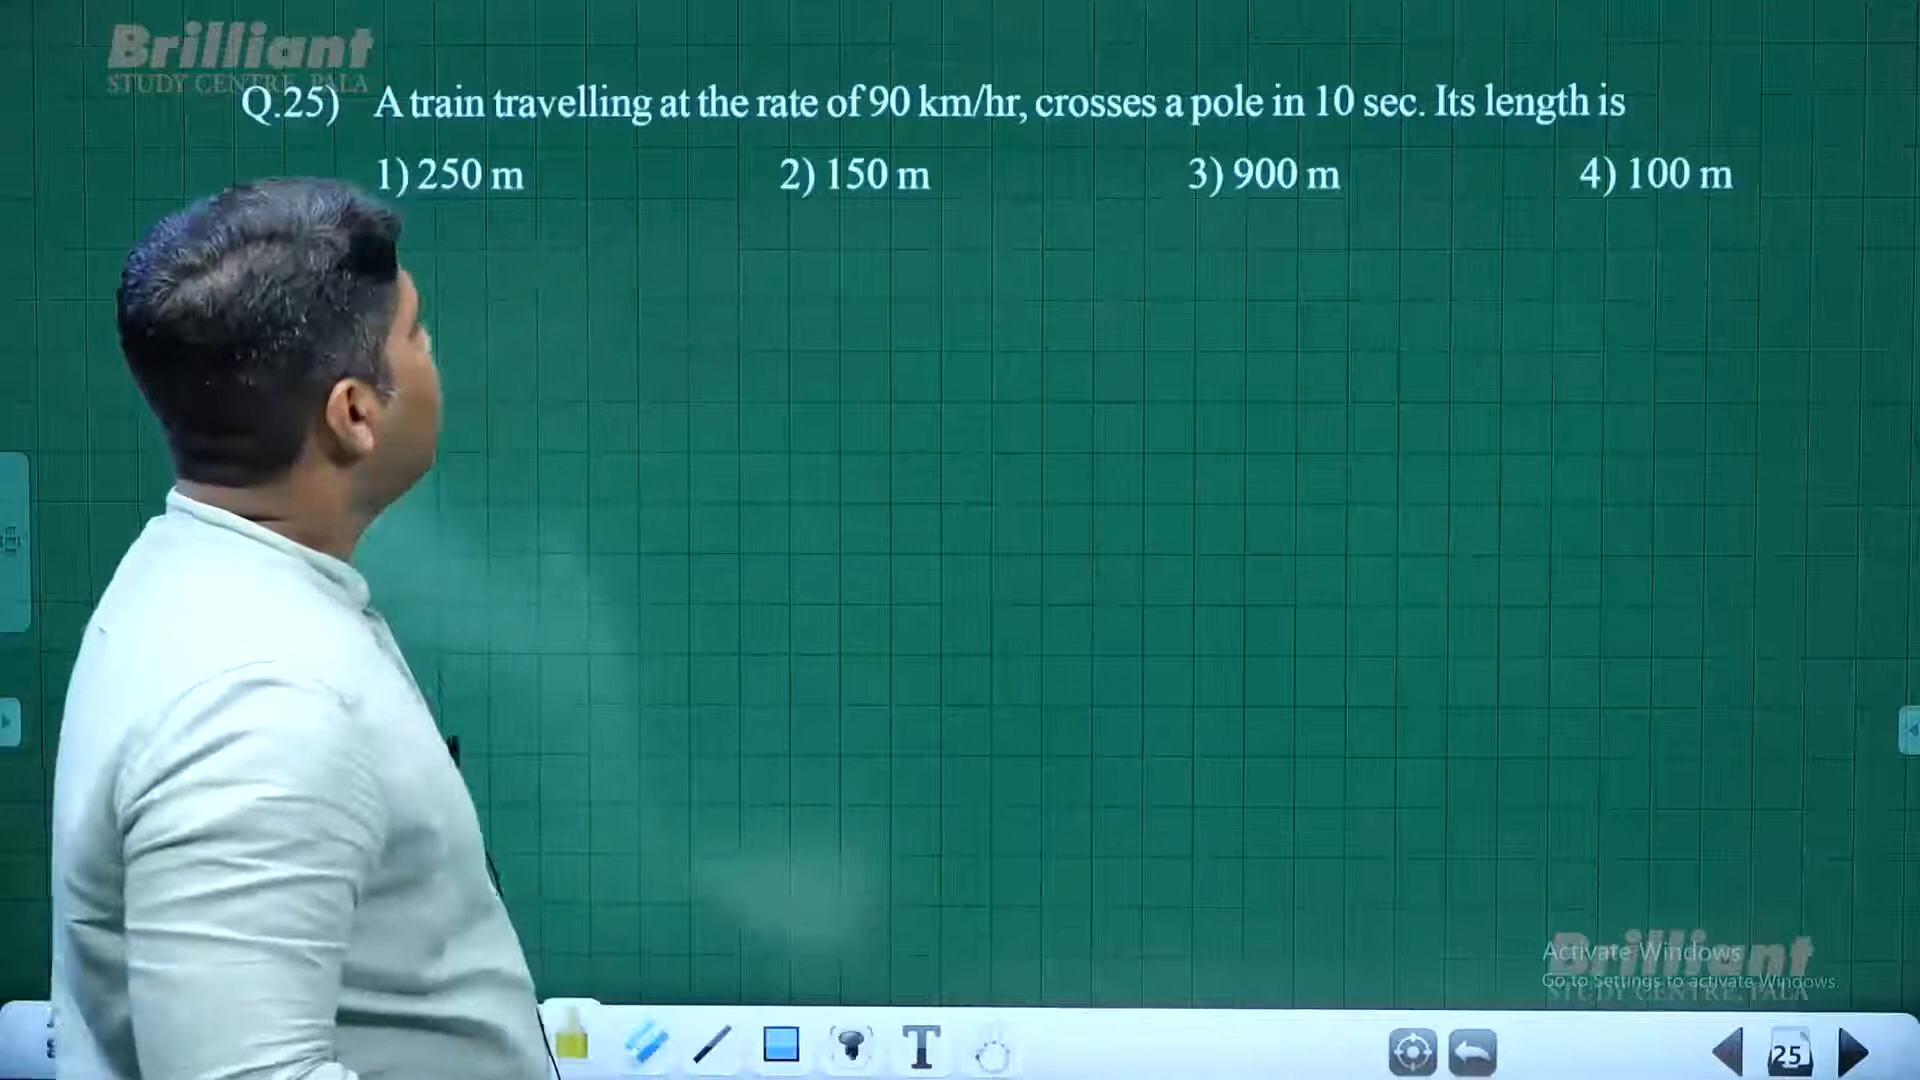 Brilliant
STUDY CENTRE, PALA
Q.25) A train travelling at the rate of 90 km/hr, crosses a pole in 10 sec. Its length is
1) 250 m 2) 150 m 3) 900 m 4) 100 m
Brilliant
STUDY CENTRE, PALA
Activate Windows
Go to Settings to activate Windows.
T
25